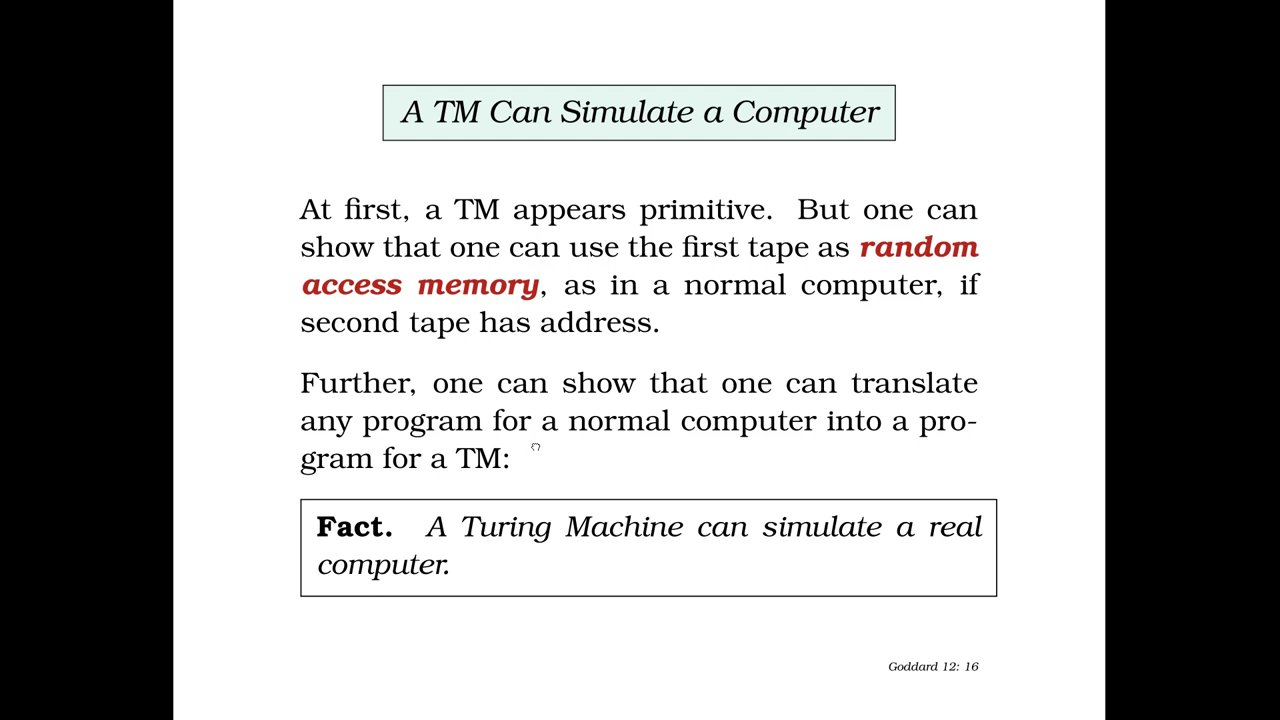 A TM Can Simulate a Computer
At first, a TM appears primitive. But one can
show that one can use the first tape as random
access memory, as in a normal computer, if
second tape has address.
Further, one can show that one can translate
any program for a normal computer into a pro-
gram for a TM:
Fact. A Turing Machine can simulate a real
computer.
Goddard 12: 16